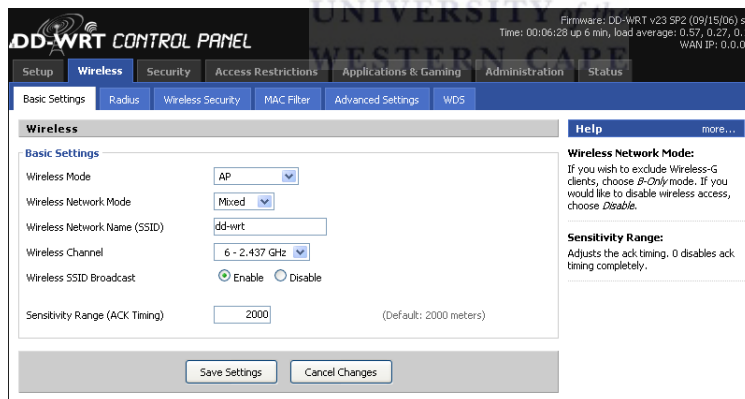 UNIVERSITY of the
WESTERN CAPE
Firmware: DD-WRT v23 SP2 (09/15/06) s
Time: 00:06:28 up 6 min, load average: 0.57, 0.27, 0.
WAN IP: 0.0.0
DD-WRT CONTROL PANEL
Setup Wireless Security Access Restrictions Applications & Gaming Administration Status
Basic Settings Radius Wireless Security MAC Filter Advanced Settings WDS
Wireless
Basic Settings
Wireless Mode AP
Wireless Network Mode Mixed
Wireless Network Name (SSID) dd-wrt
Wireless Channel 6 - 2.437 GHz
Wireless SSID Broadcast Enable Disable
Sensitivity Range (ACK Timing) 2000 (Default: 2000 meters)
Save Settings Cancel Changes
Help more...
Wireless Network Mode:
If you wish to exclude Wireless-G
clients, choose B-Only mode. If you
would like to disable wireless access,
choose Disable.
Sensitivity Range:
Adjusts the ack timing. 0 disables ack
timing completely.